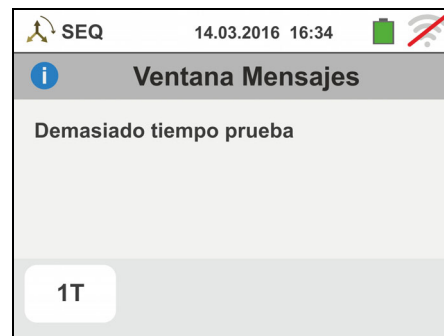 SEQ 14.03.2016 16:34
i Ventana Mensajes
Demasiado tiempo prueba
1T